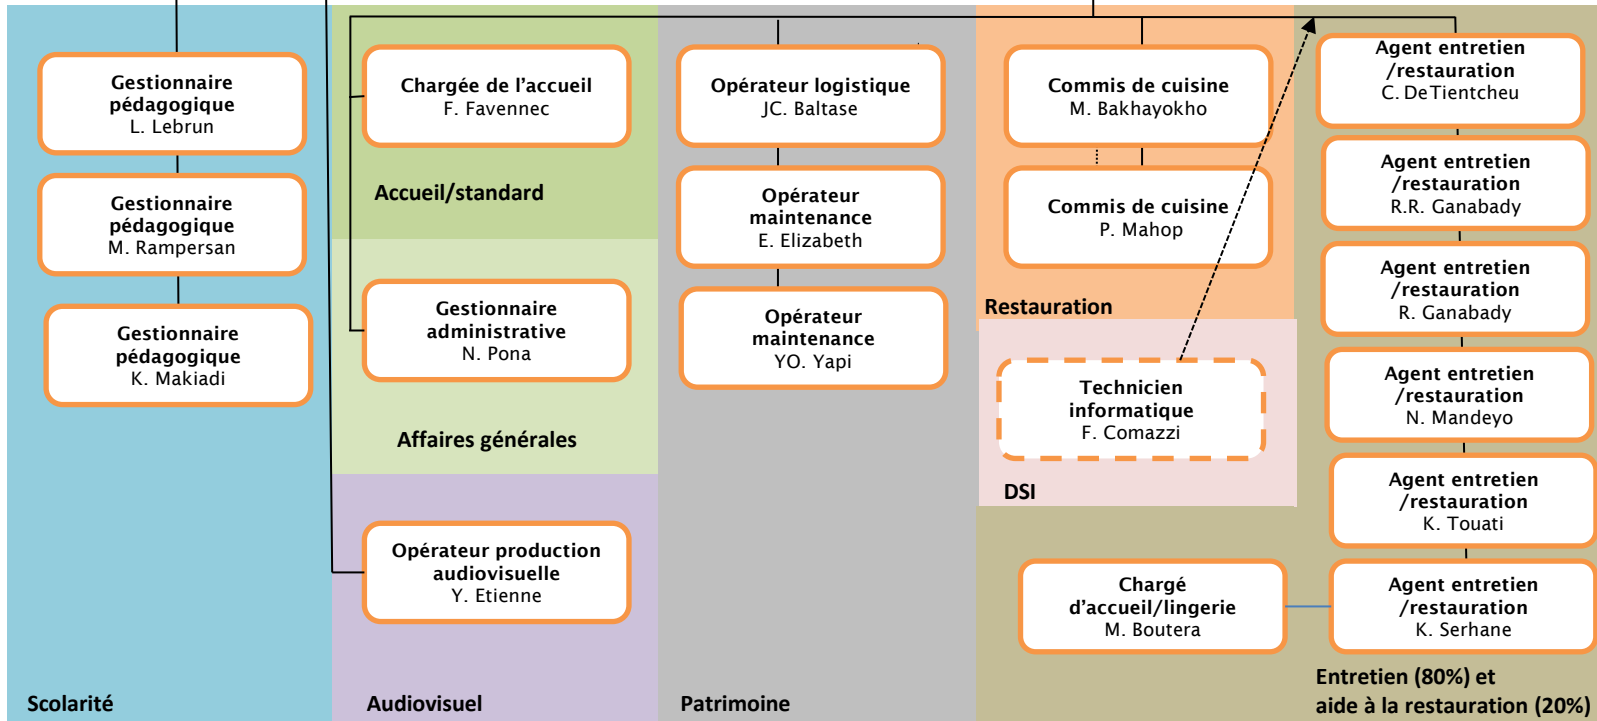 Gestionnaire
pédagogique
L. Lebrun
Gestionnaire
pédagogique
M. Rampersan
Gestionnaire
pédagogique
K. Makiadi
Scolarité
Chargée de l'accueil
F. Favennec
Accueil/standard
Gestionnaire
administrative
N. Pona
Affaires générales
Opérateur production
audiovisuelle
Y. Etienne
Audiovisuel
Opérateur logistique
JC. Baltase
Opérateur
maintenance
E. Elizabeth
Opérateur
maintenance
YO. Yapi
Patrimoine
Commis de cuisine
M. Bakhayokho
Commis de cuisine
P. Mahop
Restauration
Technicien
informatique
F. Comazzi
DSI
Agent entretien
/restauration
C. DeTientcheu
Agent entretien
/restauration
R.R. Ganabady
Agent entretien
/restauration
R. Ganabady
Agent entretien
/restauration
N. Mandeyo
Agent entretien
/restauration
K. Touati
Chargé
d'accueil/lingerie
M. Boutera
Agent entretien
/restauration
K. Serhane
Entretien (80%) et
aide à la restauration (20%)